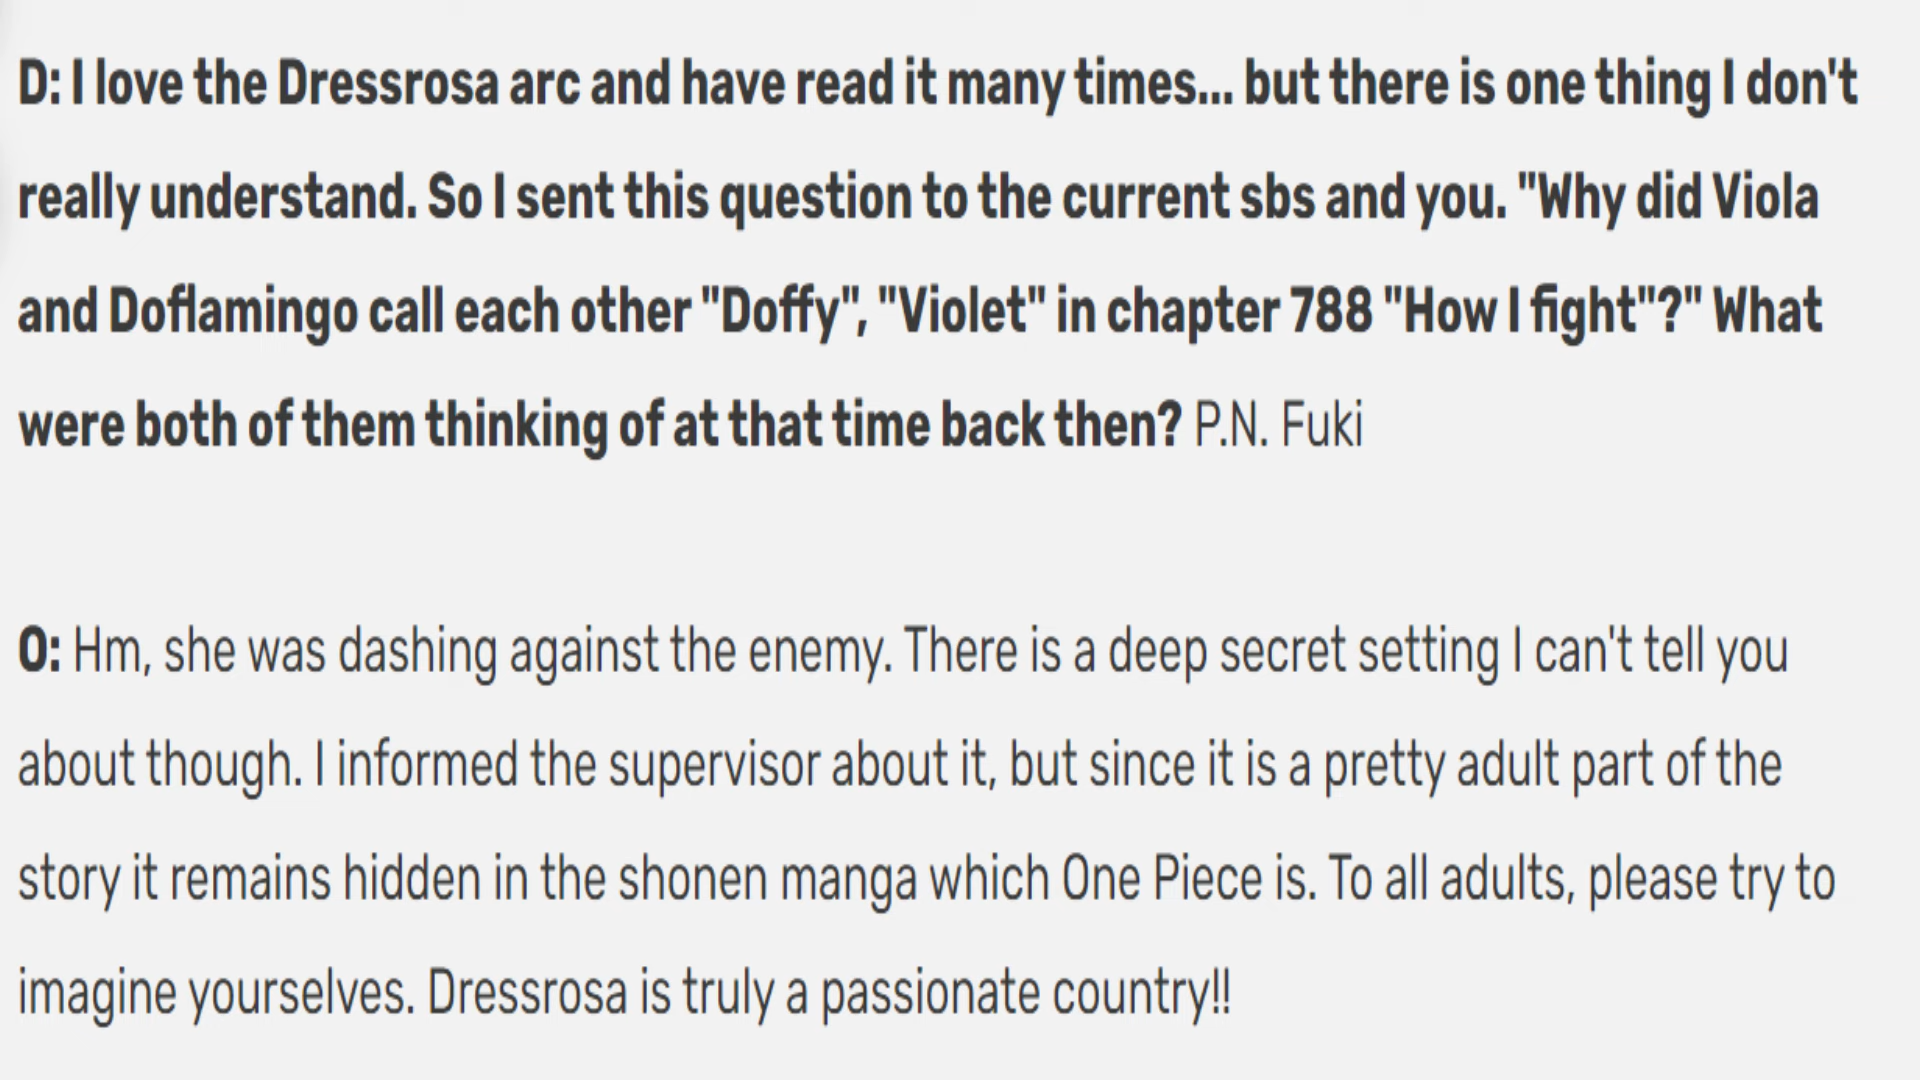 D: I love the Dressrosa arc and have read it many times... but there is one thing I don't
really understand. So I sent this question to the current sbs and you. "Why did Viola
and Doflamingo call each other "Doffy", "Violet" in chapter 788 "How I fight"?" What
were both of them thinking of at that time back then? P.N. Fuki
O: Hm, she was dashing against the enemy. There is a deep secret setting I can't tell you
about though. I informed the supervisor about it, but since it is a pretty adult part of the
story it remains hidden in the shonen manga which One Piece is. To all adults, please try to
imagine yourselves. Dressrosa is truly a passionate country!!